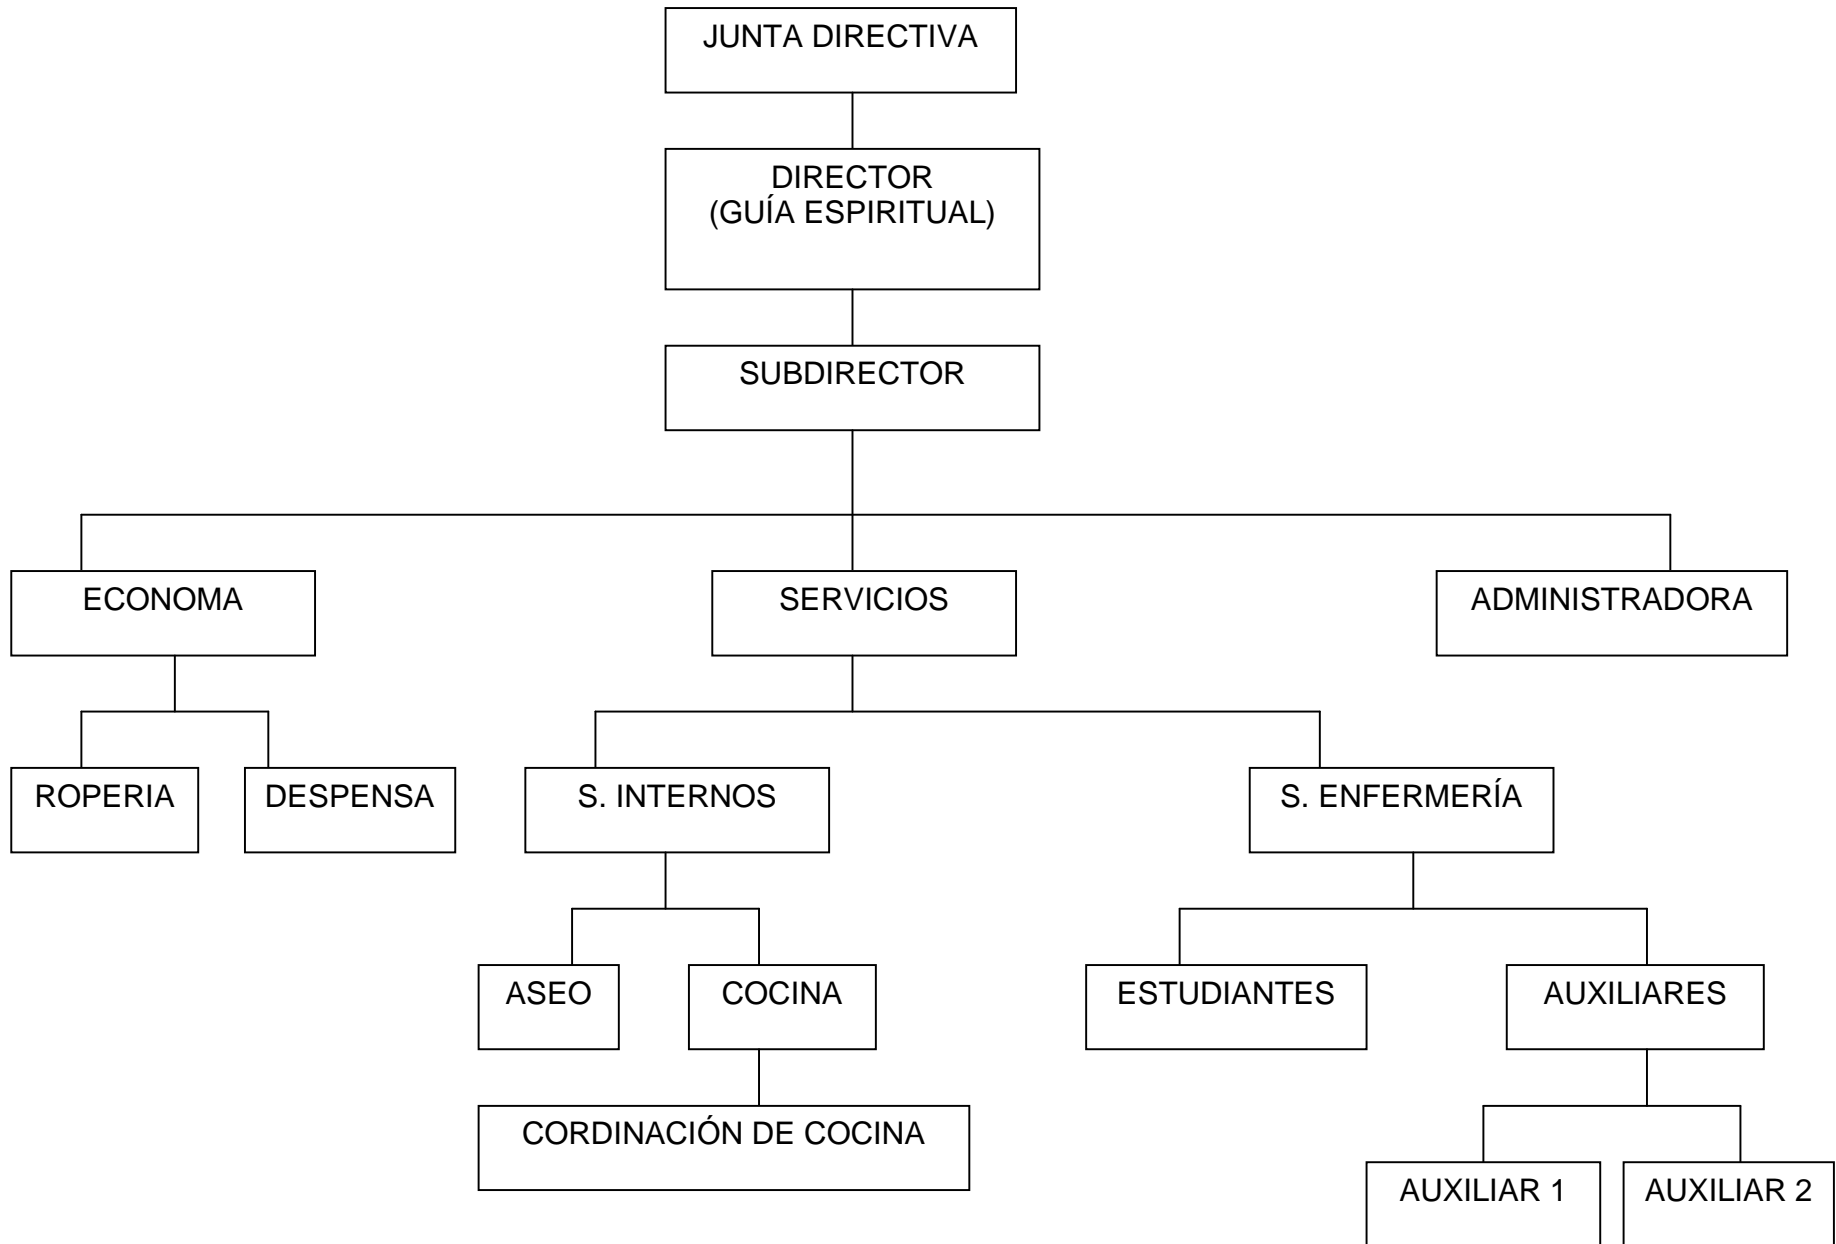 JUNTA DIRECTIVA
DIRECTOR
(GUÍA ESPIRITUAL)
SUBDIRECTOR
ECONOMA
SERVICIOS
ADMINISTRADORA
ROPERIA
DESPENSA
S. INTERNOS
S. ENFERMERÍA
ASEO
COCINA
ESTUDIANTES
AUXILIARES
CORDINACIÓN DE COCINA
AUXILIAR 1
AUXILIAR 2